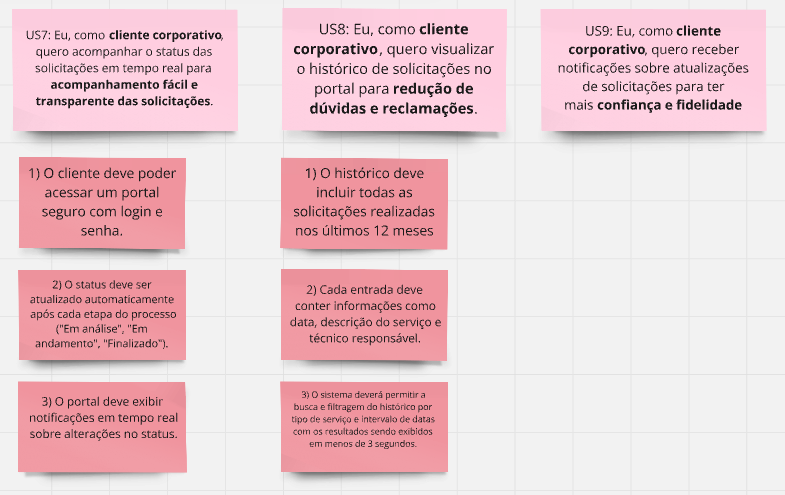 US7: Eu, como cliente corporativo,
quero acompanhar o status das
solicitações em tempo real para
acompanhamento fácil e
transparente das solicitações.
US8: Eu, como cliente
corporativo, quero visualizar
o histórico de solicitações no
portal para redução de
dúvidas e reclamações.
US9: Eu, como cliente
corporativo, quero receber
notificações sobre atualizações
de solicitações para ter
mais confiança e fidelidade
1) O cliente deve poder
acessar um portal
seguro com login e
senha.
1) O histórico deve
incluir todas as
solicitações realizadas
nos últimos 12 meses
2) O status deve ser
atualizado automaticamente
após cada etapa do processo
("Em análise", "Em
andamento", "Finalizado").
2) Cada entrada deve
conter informações como
data, descrição do serviço e
técnico responsável.
3) O portal deve exibir
notificações em tempo real
sobre alterações no status.
3) O sistema deverá permitir a
busca e filtragem do histórico por
tipo de serviço e intervalo de datas
com os resultados sendo exibidos
em menos de 3 segundos.